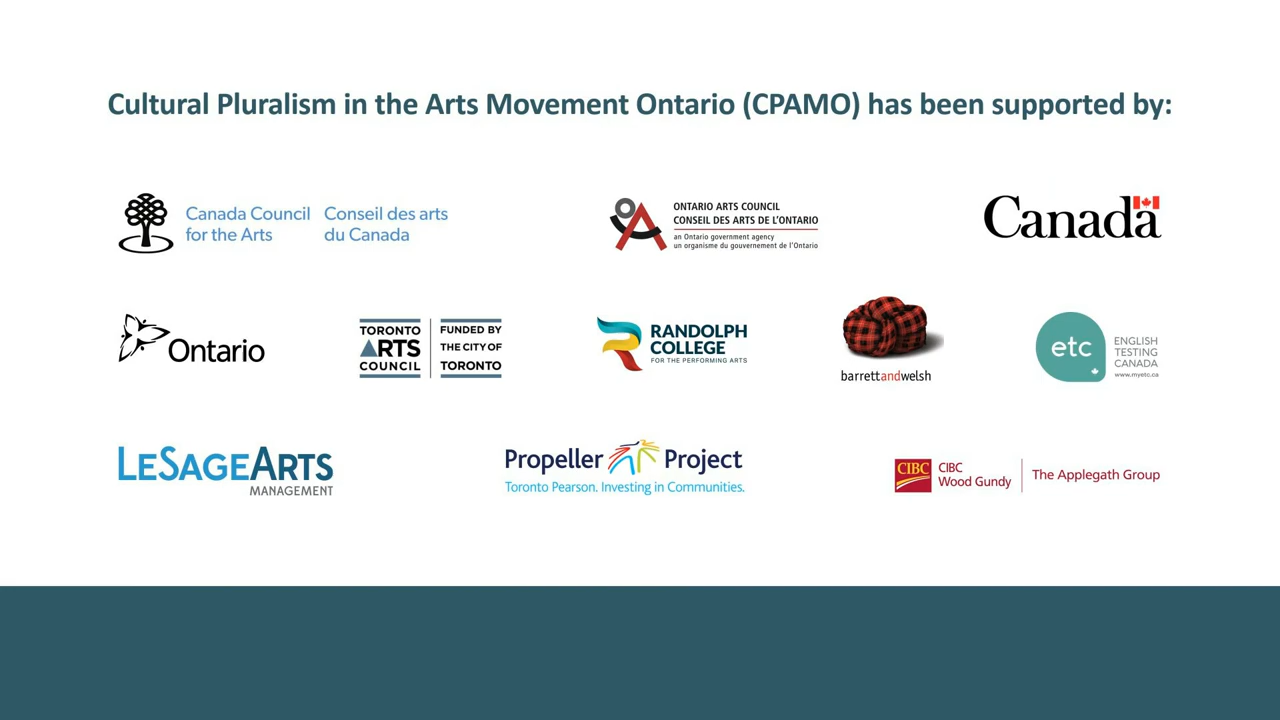 Cultural Pluralism in the Arts Movement Ontario (CPAMO) has been supported by:
Canada Council
for the Arts
Conseil des arts
du Canada
ONTARIO ARTS COUNCIL
CONSEIL DES ARTS DE L'ONTARIO
an Ontario government agency
un organisme du gouvernement de l'Ontario
Canada
Ontario
TORONTO
ARTS
COUNCIL
FUNDED BY
THE CITY OF
TORONTO
RANDOLPH
COLLEGE
FOR THE PERFORMING ARTS
barrettandwelsh
etc
ENGLISH
TESTING
CANADA
www.myetc.ca
LESAGEARTS
MANAGEMENT
Propeller Project
Toronto Pearson. Investing in Communities.
CIBC
CIBC
Wood Gundy
The Applegath Group